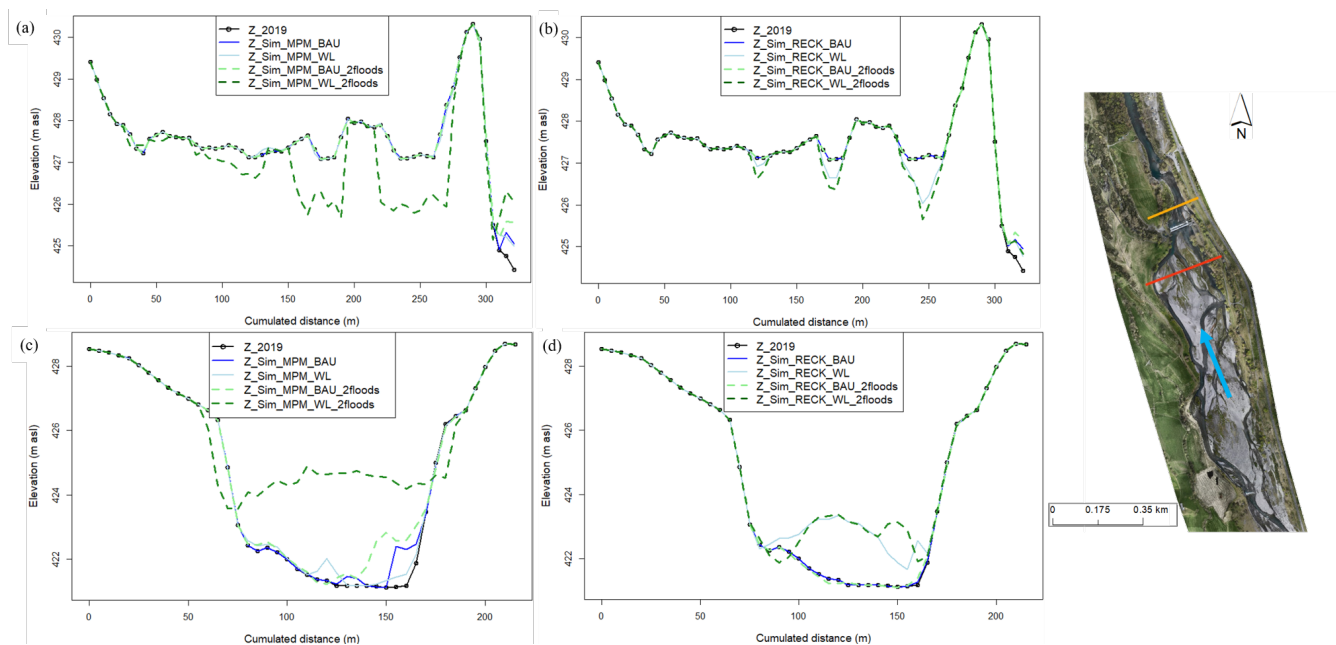 (a)
Z_2019
Z_Sim_MPM_BAU
Z_Sim_MPM_WL
Z_Sim_MPM_BAU_2floods
Z_Sim_MPM_WL_2floods
Elevation (m asl)
430
429
428
427
426
425
0 50 100 150 200 250 300
Cumulated distance (m)
(b)
Z_2019
Z_Sim_RECK_BAU
Z_Sim_RECK_WL
Z_Sim_RECK_BAU_2floods
Z_Sim_RECK_WL_2floods
Elevation (m asl)
430
429
428
427
426
425
0 50 100 150 200 250 300
Cumulated distance (m)
(c)
Z_2019
Z_Sim_MPM_BAU
Z_Sim_MPM_WL
Z_Sim_MPM_BAU_2floods
Z_Sim_MPM_WL_2floods
Elevation (m asl)
428
426
424
422
0 50 100 150 200
Cumulated distance (m)
(d)
Z_2019
Z_Sim_RECK_BAU
Z_Sim_RECK_WL
Z_Sim_RECK_BAU_2floods
Z_Sim_RECK_WL_2floods
Elevation (m asl)
428
426
424
422
0 50 100 150 200
Cumulated distance (m)
N
0 0.175 0.35 km